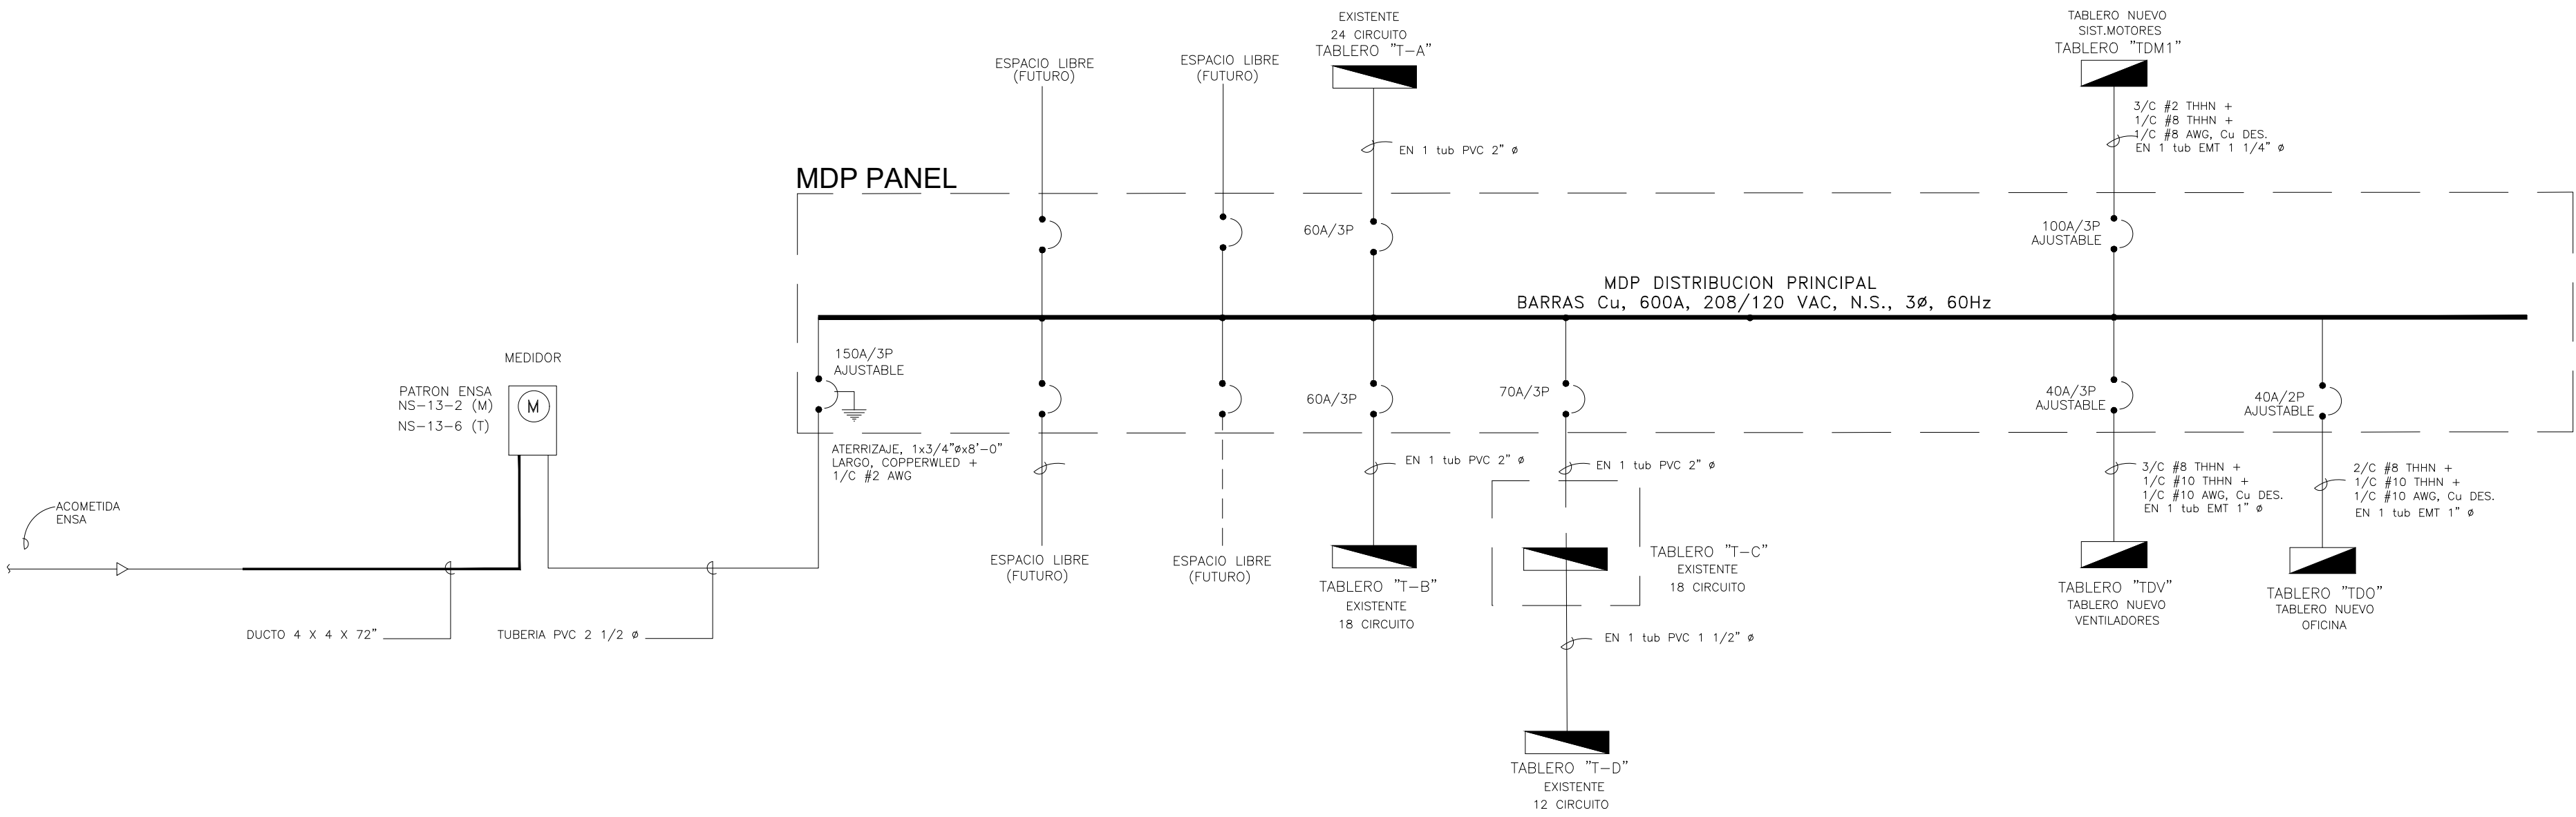 EXISTENTE
24 CIRCUITO
TABLERO "T-A"
TABLERO NUEVO
SIST.MOTORES
TABLERO "TDM1"
ESPACIO LIBRE
(FUTURO)
ESPACIO LIBRE
(FUTURO)
3/C #2 THHN +
1/C #8 THHN +
1/C #8 AWG, Cu DES.
EN 1 tub EMT 1 1/4" ø
EN 1 tub PVC 2" ø
MDP PANEL
60A/3P
100A/3P
AJUSTABLE
MDP DISTRIBUCION PRINCIPAL
BARRAS Cu, 600A, 208/120 VAC, N.S., 3ø, 60Hz
MEDIDOR
PATRON ENSA
NS-13-2 (M)
NS-13-6 (T)
M
150A/3P
AJUSTABLE
60A/3P
70A/3P
40A/3P
AJUSTABLE
40A/2P
AJUSTABLE
ATERRIZAJE, 1x3/4"øx8'-0"
LARGO, COPPERWLED +
1/C #2 AWG
EN 1 tub PVC 2" ø
EN 1 tub PVC 2" ø
3/C #8 THHN +
1/C #10 THHN +
1/C #10 AWG, Cu DES.
EN 1 tub EMT 1" ø
2/C #8 THHN +
1/C #10 THHN +
1/C #10 AWG, Cu DES.
EN 1 tub EMT 1" ø
ACOMETIDA
ENSA
ESPACIO LIBRE
(FUTURO)
ESPACIO LIBRE
(FUTURO)
TABLERO "T-B"
EXISTENTE
18 CIRCUITO
TABLERO "T-C"
EXISTENTE
18 CIRCUITO
TABLERO "TDV"
TABLERO NUEVO
VENTILADORES
TABLERO "TDO"
TABLERO NUEVO
OFICINA
DUCTO 4 X 4 X 72"
TUBERIA PVC 2 1/2 ø
EN 1 tub PVC 1 1/2" ø
TABLERO "T-D"
EXISTENTE
12 CIRCUITO